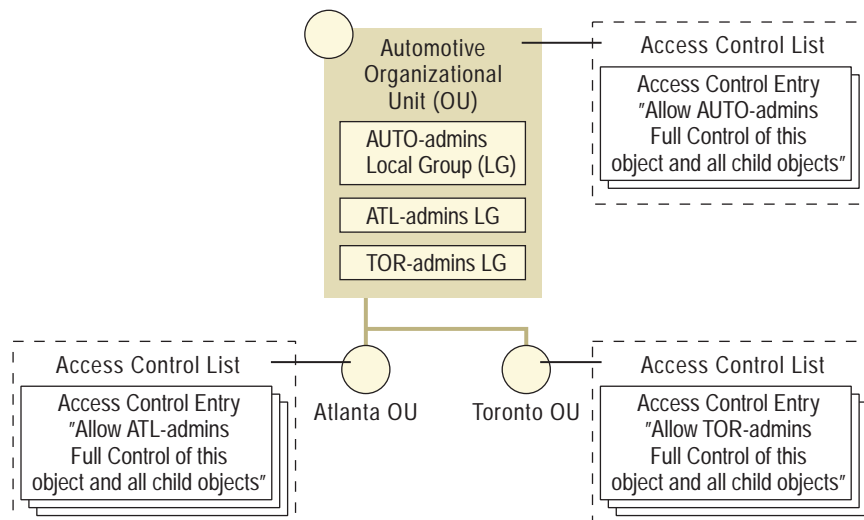 Automotive
Organizational
Unit (OU)
AUTO-admins
Local Group (LG)
ATL-admins LG
TOR-admins LG
Access Control List
Access Control Entry
"Allow AUTO-admins
Full Control of this
object and all child objects"
Access Control List
Access Control Entry
"Allow ATL-admins
Full Control of this
object and all child objects"
Atlanta OU
Toronto OU
Access Control List
Access Control Entry
"Allow TOR-admins
Full Control of this
object and all child objects"